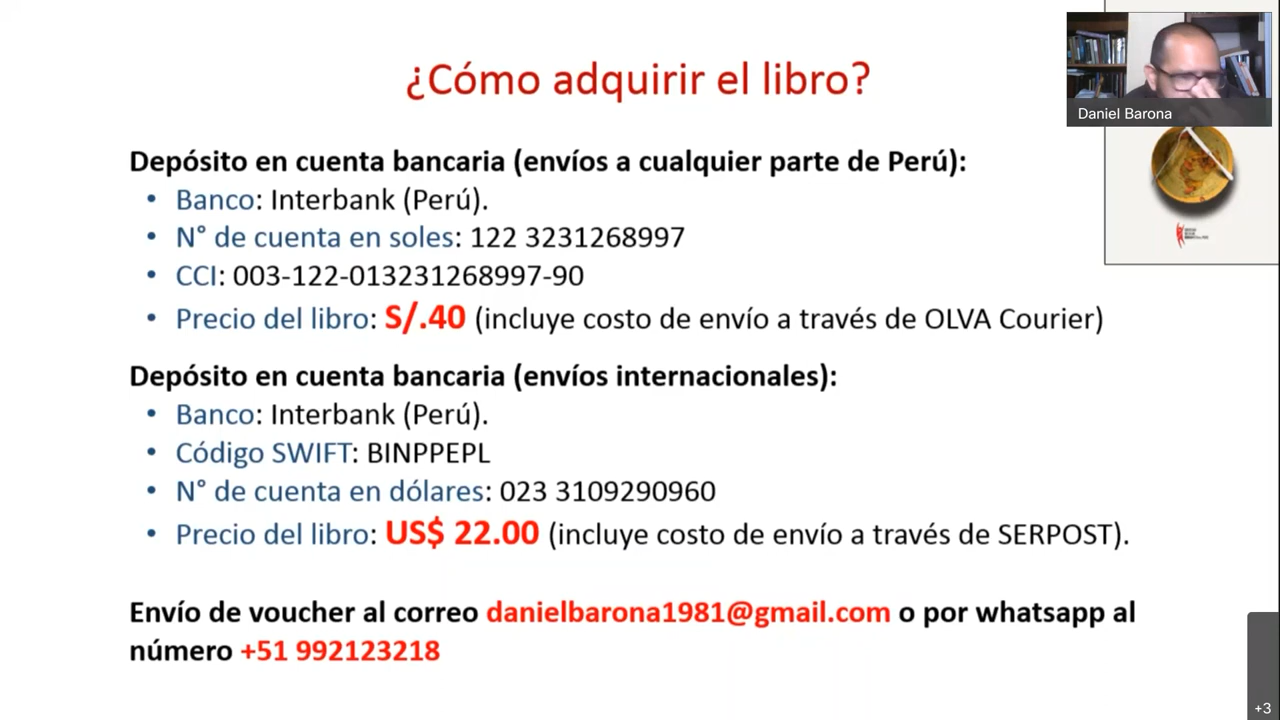 ¿Cómo adquirir el libro?
Daniel Barona
Depósito en cuenta bancaria (envíos a cualquier parte de Perú):
• Banco: Interbank (Perú).
• N° de cuenta en soles: 122 3231268997
• CCI: 003-122-013231268997-90
• Precio del libro: S/.40 (incluye costo de envío a través de OLVA Courier)
Depósito en cuenta bancaria (envíos internacionales):
• Banco: Interbank (Perú).
• Código SWIFT: BINPPEPL
• N° de cuenta en dólares: 023 3109290960
• Precio del libro: US$ 22.00 (incluye costo de envío a través de SERPOST).
Envío de voucher al correo danielbarona1981@gmail.com o por whatsapp al
número +51 992123218
+3